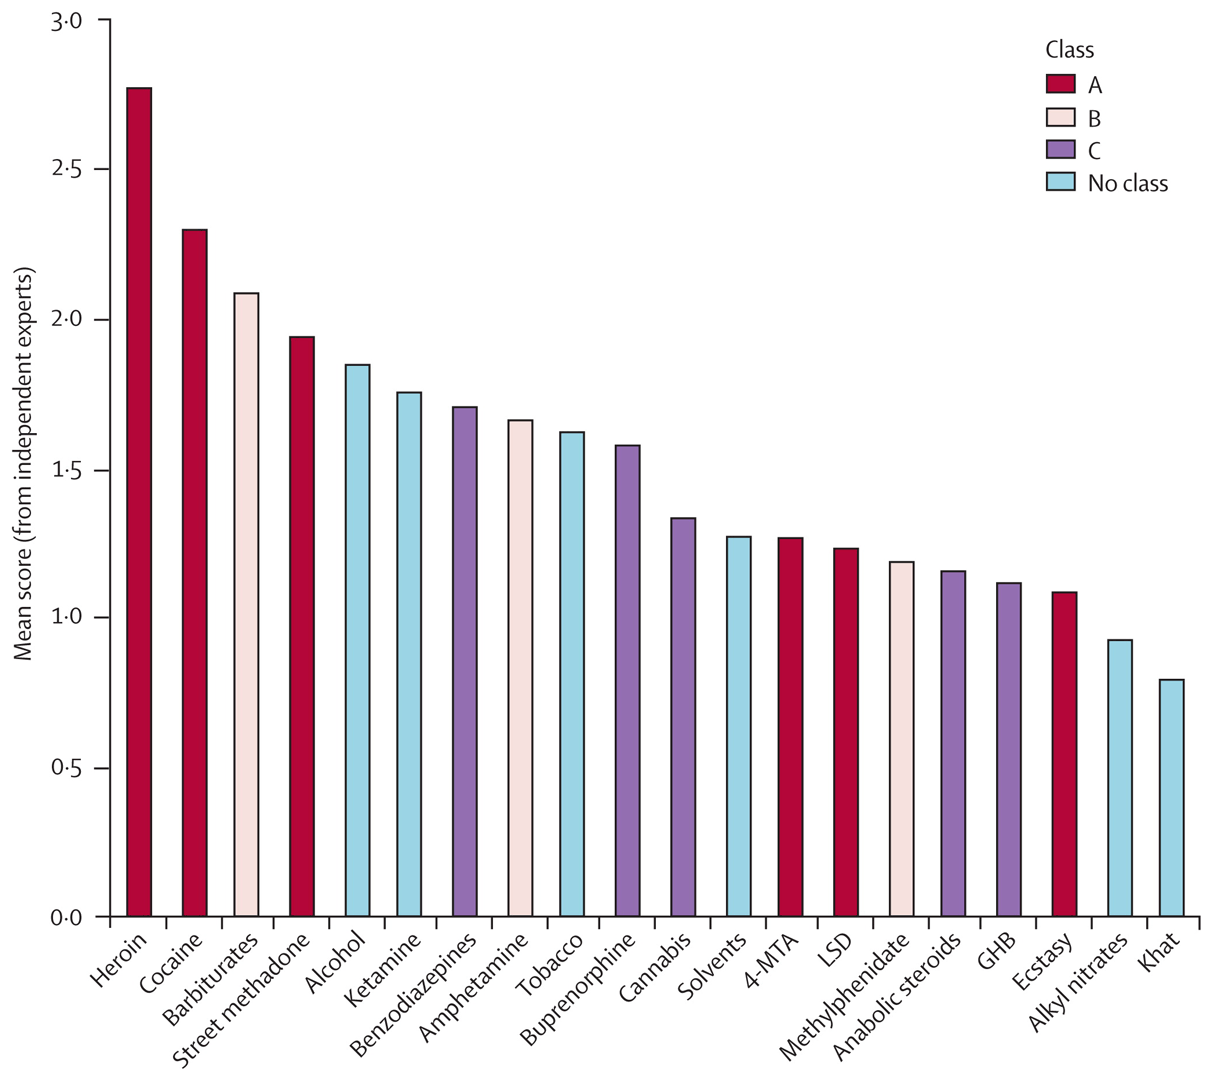 3·0
2·5
2·0
1·5
1·0
0·5
0·0
Mean score (from independent experts)
Class
A
B
C
No class
Heroin
Cocaine
Barbiturates
Street methadone
Alcohol
Ketamine
Benzodiazepines
Amphetamine
Tobacco
Buprenorphine
Cannabis
Solvents
4-MTA
LSD
Methylphenidate
Anabolic steroids
GHB
Ecstasy
Alkyl nitrates
Khat